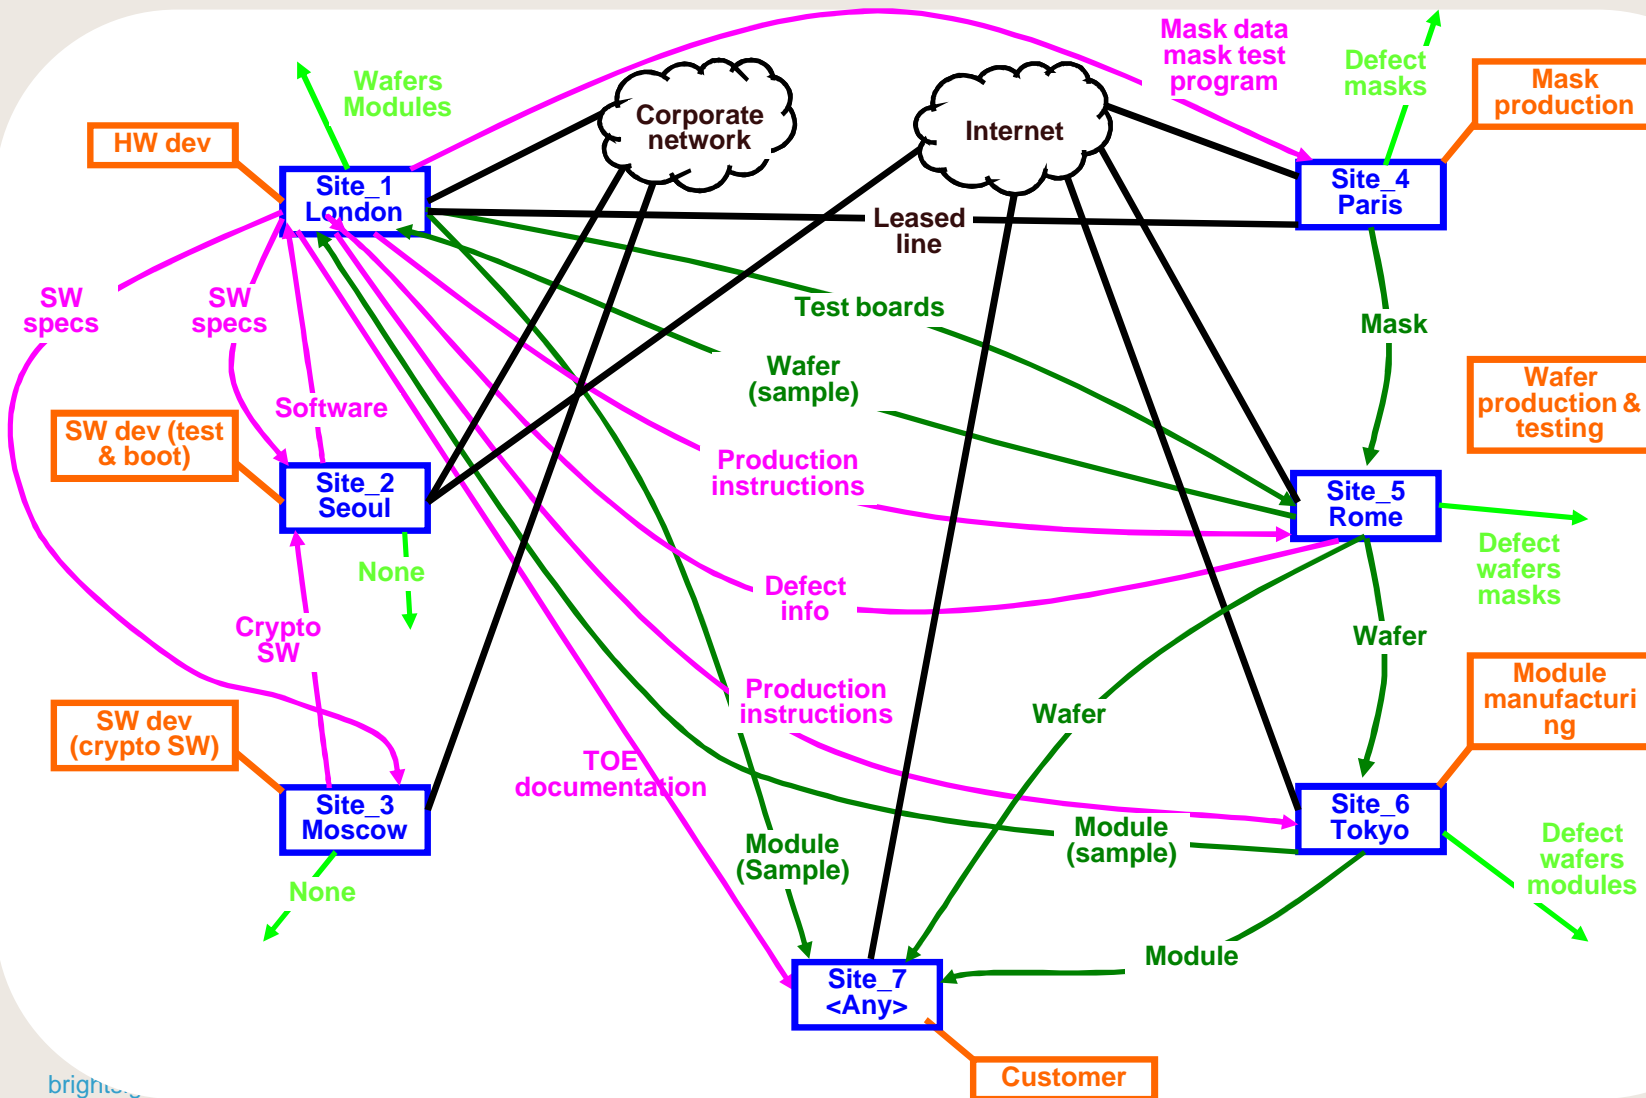 Mask data
mask test
program
Defect
masks
Mask
production
Wafers
Modules
Corporate
network
Internet
HW dev
Site_1
London
Site_4
Paris
Leased
line
SW
specs
SW
specs
Test boards
Mask
Wafer
(sample)
Wafer
production &
testing
Software
SW dev (test
& boot)
Production
instructions
Site_2
Seoul
Site_5
Rome
None
Defect
wafers
masks
Defect
info
Crypto
SW
Wafer
Production
instructions
Wafer
Module
manufacturi
ng
SW dev
(crypto SW)
TOE
documentation
Site_3
Moscow
Site_6
Tokyo
Module
(Sample)
Module
(sample)
Defect
wafers
modules
None
Module
Site_7
<Any>
Customer